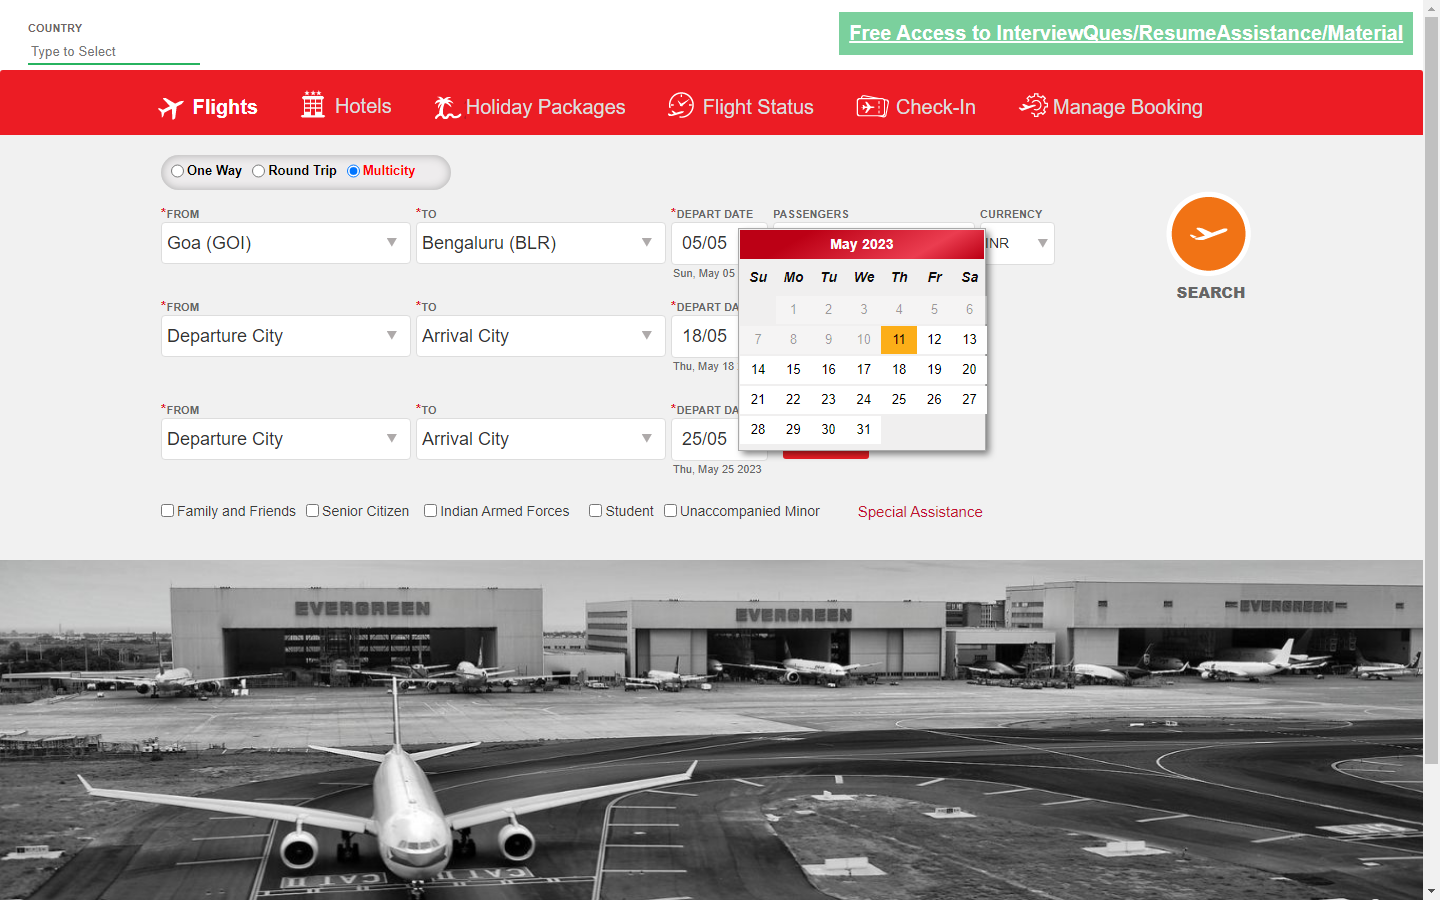 COUNTRY
Type to Select
Free Access to InterviewQues/ResumeAssistance/Material
Flights
Hotels
Holiday Packages
Flight Status
Check-In
Manage Booking
One Way
Round Trip
Multicity
*FROM
*TO
*DEPART DATE
PASSENGERS
CURRENCY
Goa (GOI)
Bengaluru (BLR)
05/05
INR
Sun, May 05
SEARCH
May 2023
Su Mo Tu We Th Fr Sa
1 2 3 4 5 6
7 8 9 10 11 12 13
14 15 16 17 18 19 20
21 22 23 24 25 26 27
28 29 30 31
*FROM
*TO
*DEPART DA
Departure City
Arrival City
18/05
Thu, May 18
*FROM
*TO
*DEPART DA
Departure City
Arrival City
25/05
Thu, May 25 2023
Family and Friends
Senior Citizen
Indian Armed Forces
Student
Unaccompanied Minor
Special Assistance
EVERGREEN
EVERGREEN
EVERGREEN
CAT III
CAT III